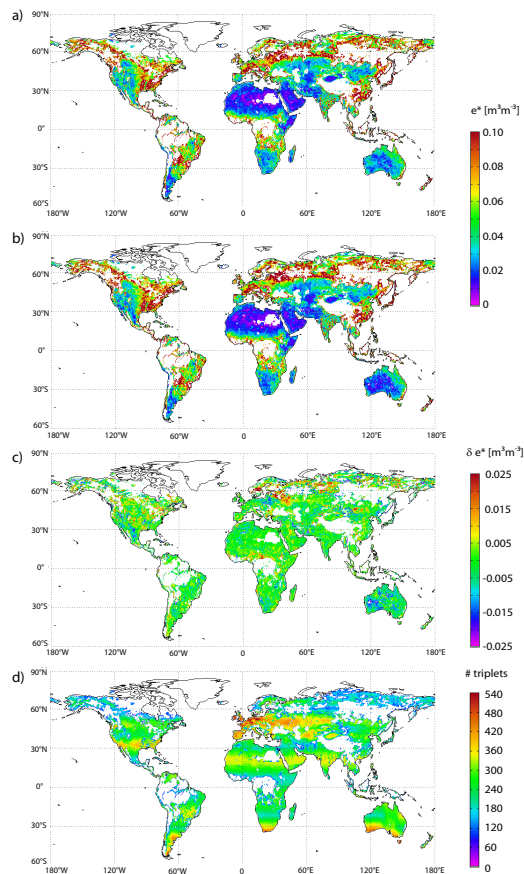 a)
90°N
60°N
30°N
0°
30°S
60°S
180°W
120°W
60°W
0
60°E
120°E
180°E
e* [m³m⁻³]
0.10
0.08
0.06
0.04
0.02
0
b)
90°N
60°N
30°N
0°
30°S
60°S
180°W
120°W
60°W
0
60°E
120°E
180°E
c)
90°N
60°N
30°N
0°
30°S
60°S
180°W
120°W
60°W
0
60°E
120°E
180°E
δ e* [m³m⁻³]
0.025
0.015
0.005
-0.005
-0.015
-0.025
d)
90°N
60°N
30°N
0°
30°S
60°S
180°W
120°W
60°W
0
60°E
120°E
180°E
# triplets
540
480
420
360
300
240
180
120
60
0